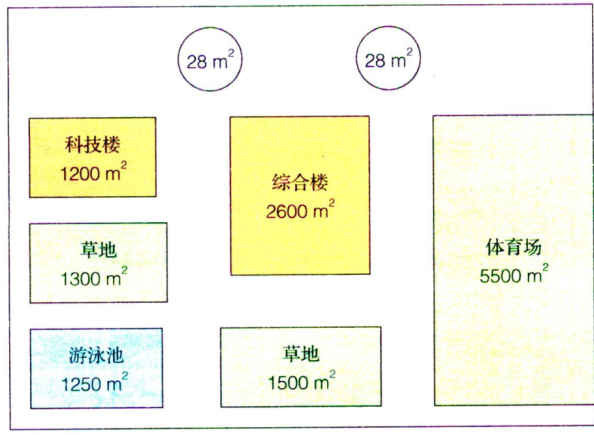 28 m²
28 m²
科技楼
1200 m²
综合楼
2600 m²
草地
1300 m²
体育场
5500 m²
游泳池
1250 m²
草地
1500 m²